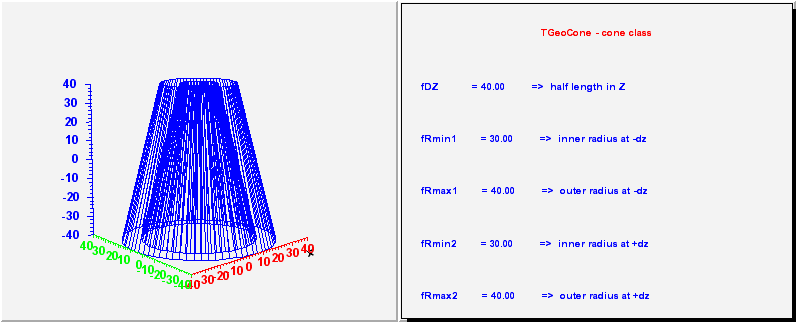 TGeoCone - cone class
fDZ = 40.00 => half length in Z
fRmin1 = 30.00 => inner radius at -dz
fRmax1 = 40.00 => outer radius at -dz
fRmin2 = 30.00 => inner radius at +dz
fRmax2 = 40.00 => outer radius at +dz
40
30
20
10
0
-10
-20
-30
-40
40 30 20 10 0 -10 -20 -30 -40
-40 -30 -20 -10 0 10 20 30 40
x